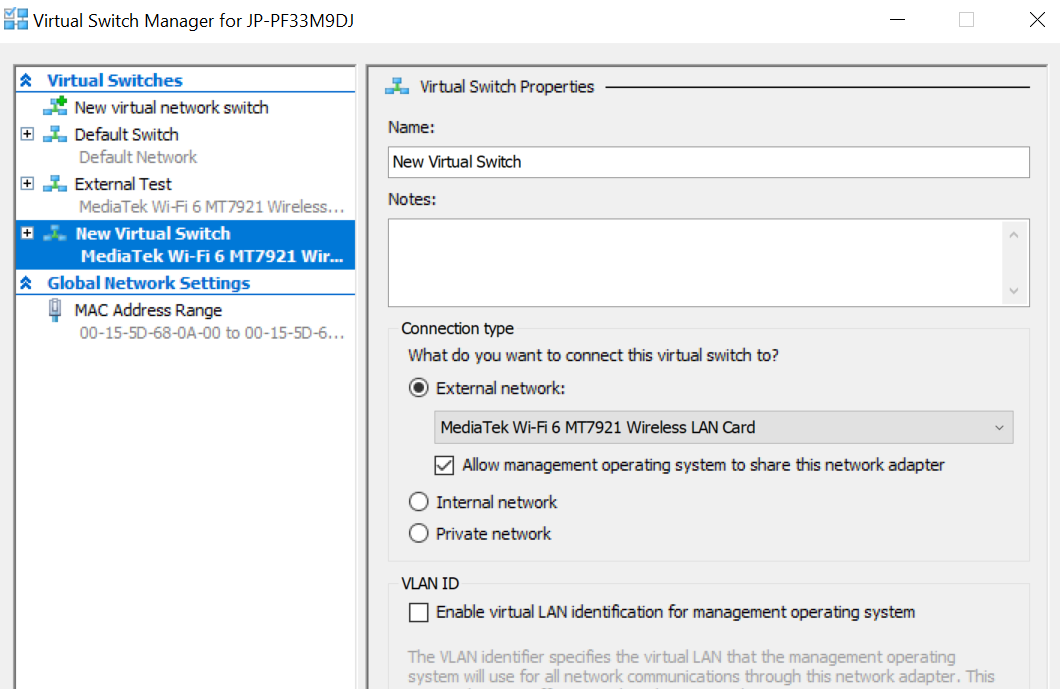 Virtual Switch Manager for JP-PF33M9DJ
Virtual Switches
New virtual network switch
Default Switch
Default Network
External Test
MediaTek Wi-Fi 6 MT7921 Wireless...
New Virtual Switch
MediaTek Wi-Fi 6 MT7921 Wir...
Global Network Settings
MAC Address Range
00-15-5D-68-0A-00 to 00-15-5D-6...
Virtual Switch Properties
Name:
New Virtual Switch
Notes:
Connection type
What do you want to connect this virtual switch to?
External network:
MediaTek Wi-Fi 6 MT7921 Wireless LAN Card
Allow management operating system to share this network adapter
Internal network
Private network
VLAN ID
Enable virtual LAN identification for management operating system
The VLAN identifier specifies the virtual LAN that the management operating
system will use for all network communications through this network adapter. This